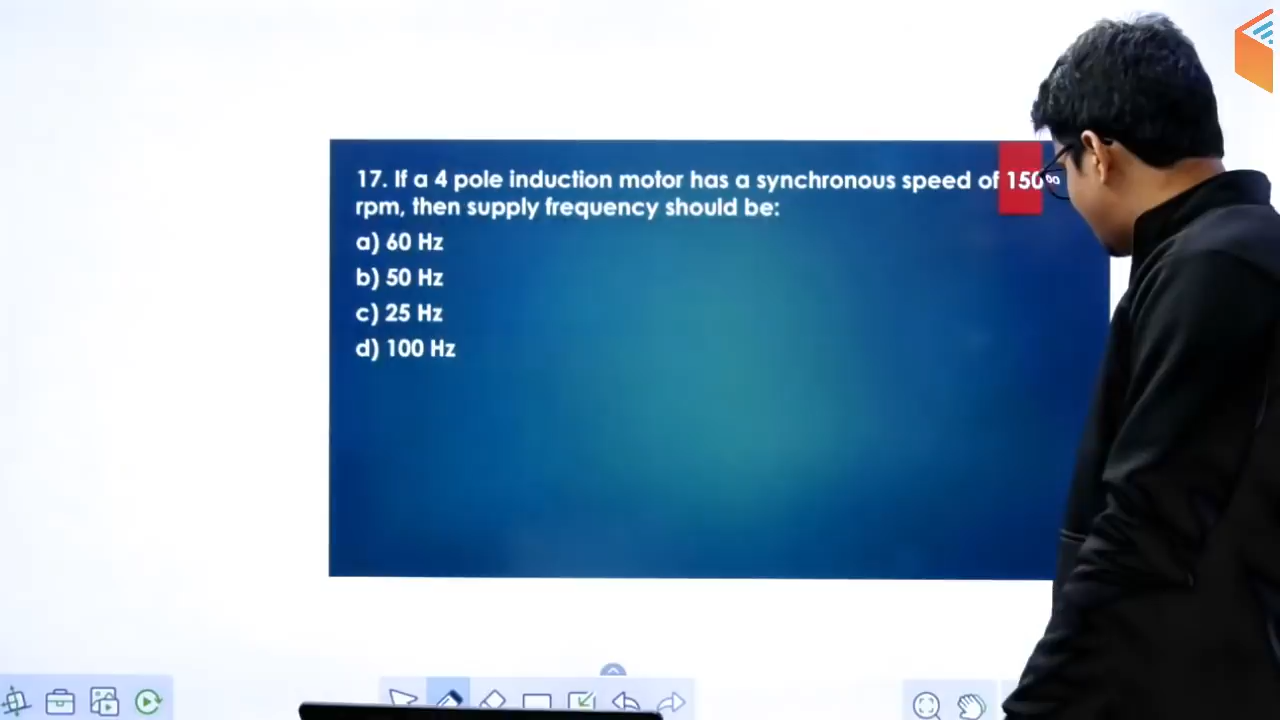 17. If a 4 pole induction motor has a synchronous speed of 1500
rpm, then supply frequency should be:
a) 60 Hz
b) 50 Hz
c) 25 Hz
d) 100 Hz